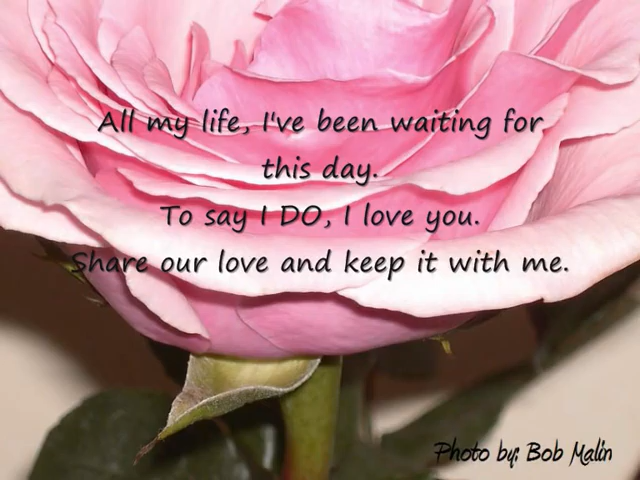 All my life, I've been waiting for
this day.
To say I DO, I love you.
Share our love and keep it with me.
Photo by: Bob Malin